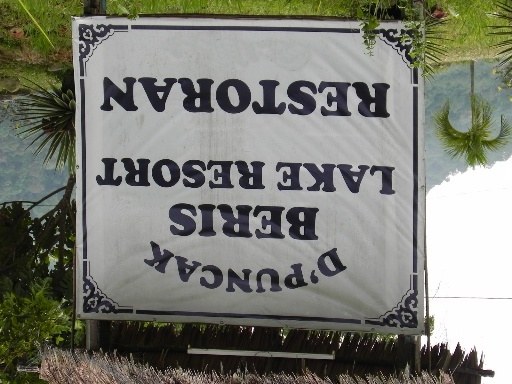 D'PUNCAK
BERIS
LAKE RESORT
RESTORAN